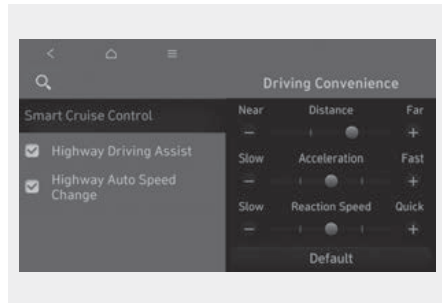 Driving Convenience
Smart Cruise Control
Highway Driving Assist
Highway Auto Speed
Change
Near Distance Far
Slow Acceleration Fast
Slow Reaction Speed Quick
Default